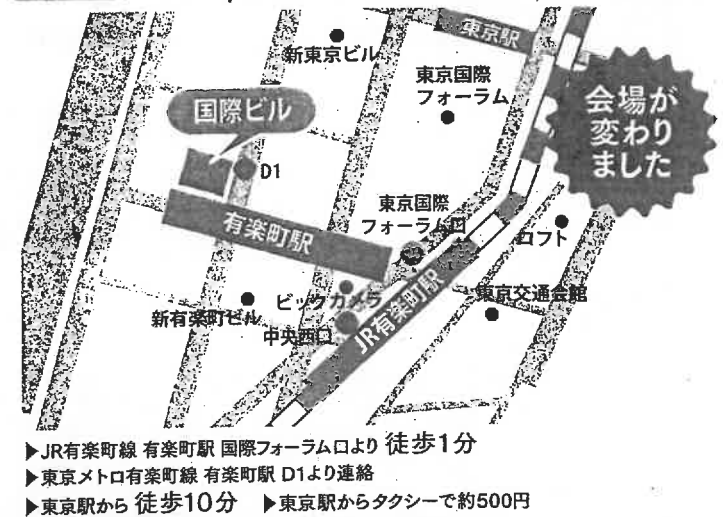 東京駅
新東京ビル
東京国際
フォーラム
会場が
変わり
ました
国際ビル
D1
東京国際
フォーラム口
有楽町駅
ロフト
ビックカメラ
東京交通会館
新有楽町ビル
中央西口
JR有楽町駅
▶JR有楽町線 有楽町駅 国際フォーラム口より 徒歩1分
▶東京メトロ有楽町線 有楽町駅 D1より連絡
▶東京駅から 徒歩10分 ▶東京駅からタクシーで約500円